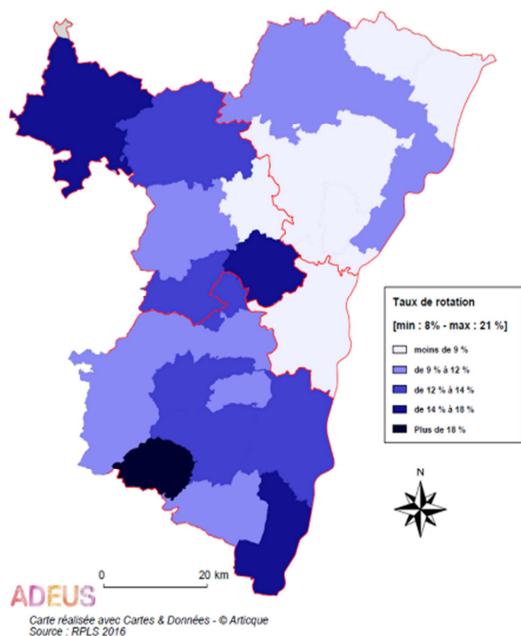 Taux de rotation
[min : 8% - max : 21 %]
moins de 9 %
de 9 % à 12 %
de 12 % à 14 %
de 14 % à 18 %
Plus de 18 %
N
0 20 km
ADEUS
Carte réalisée avec Cartes & Données - © Articque
Source : RPLS 2016